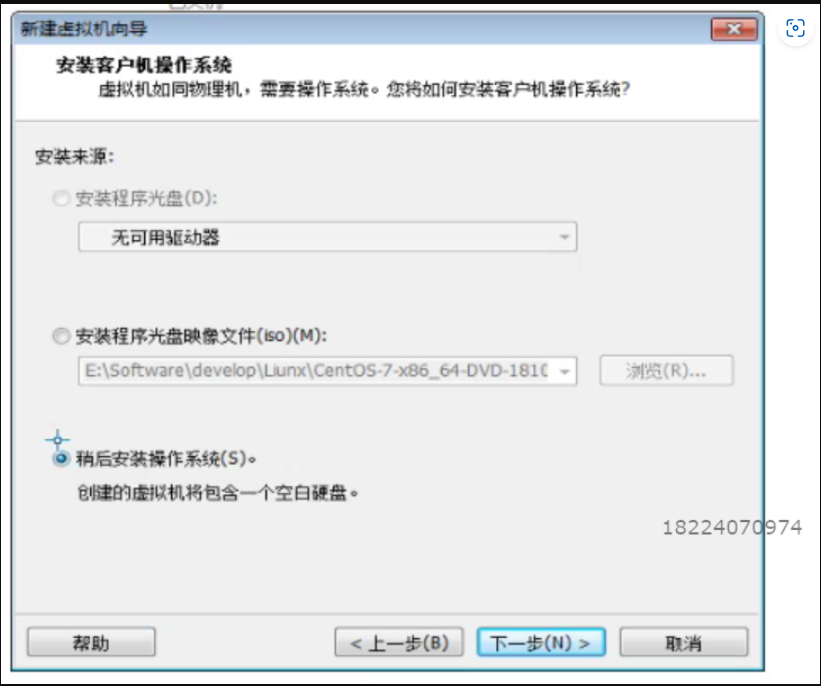 新建虚拟机向导
安装客户机操作系统
虚拟机如同物理机，需要操作系统。您将如何安装客户机操作系统?
安装来源:
安装程序光盘(D):
无可用驱动器
安装程序光盘映像文件(iso)(M):
E:\Software\develop\Liunx\CentOS-7-x86_64-DVD-1810
浏览(R)...
稍后安装操作系统(S)。
创建的虚拟机将包含一个空白硬盘。
18224070974
帮助
< 上一步(B)
下一步(N) >
取消